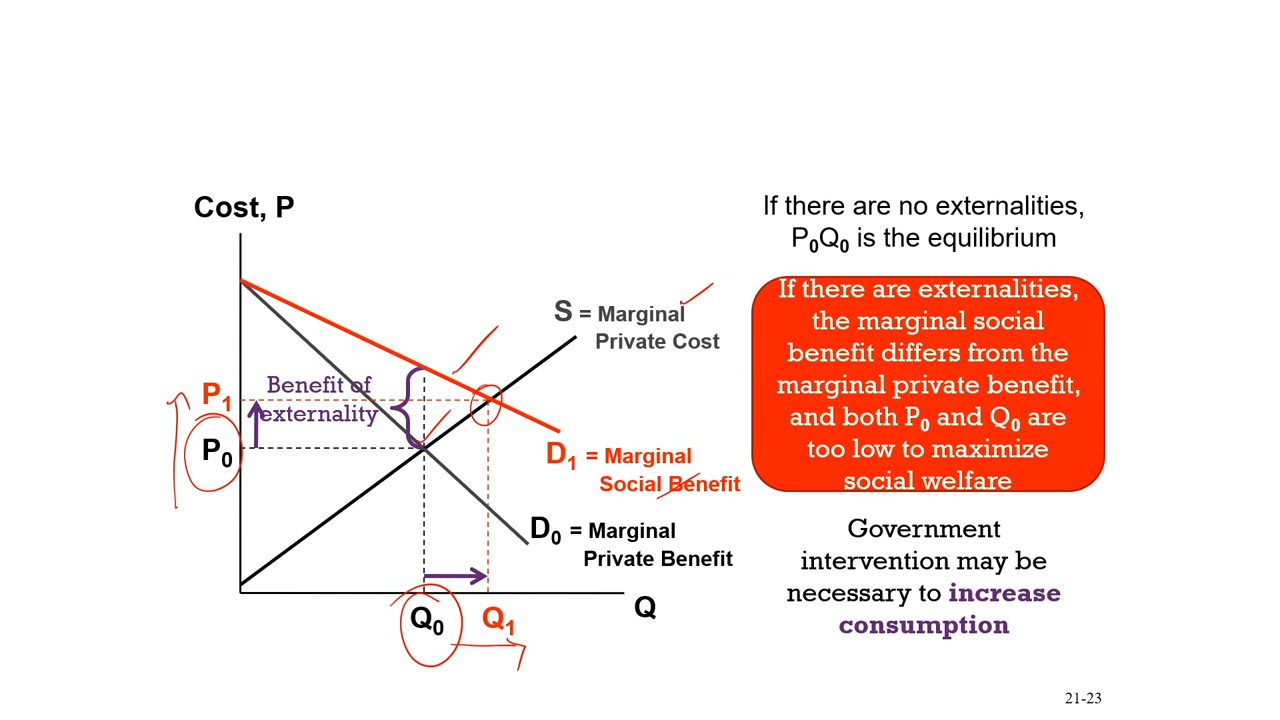 Cost, P
If there are no externalities,
P₀Q₀ is the equilibrium
If there are externalities,
the marginal social
benefit differs from the
marginal private benefit,
and both P₀ and Q₀ are
too low to maximize
social welfare
Government
intervention may be
necessary to increase
consumption
S = Marginal
Private Cost
Benefit of
externality
P₁
P₀
D₁ = Marginal
Social Benefit
D₀ = Marginal
Private Benefit
Q₀ Q₁ Q
21-23